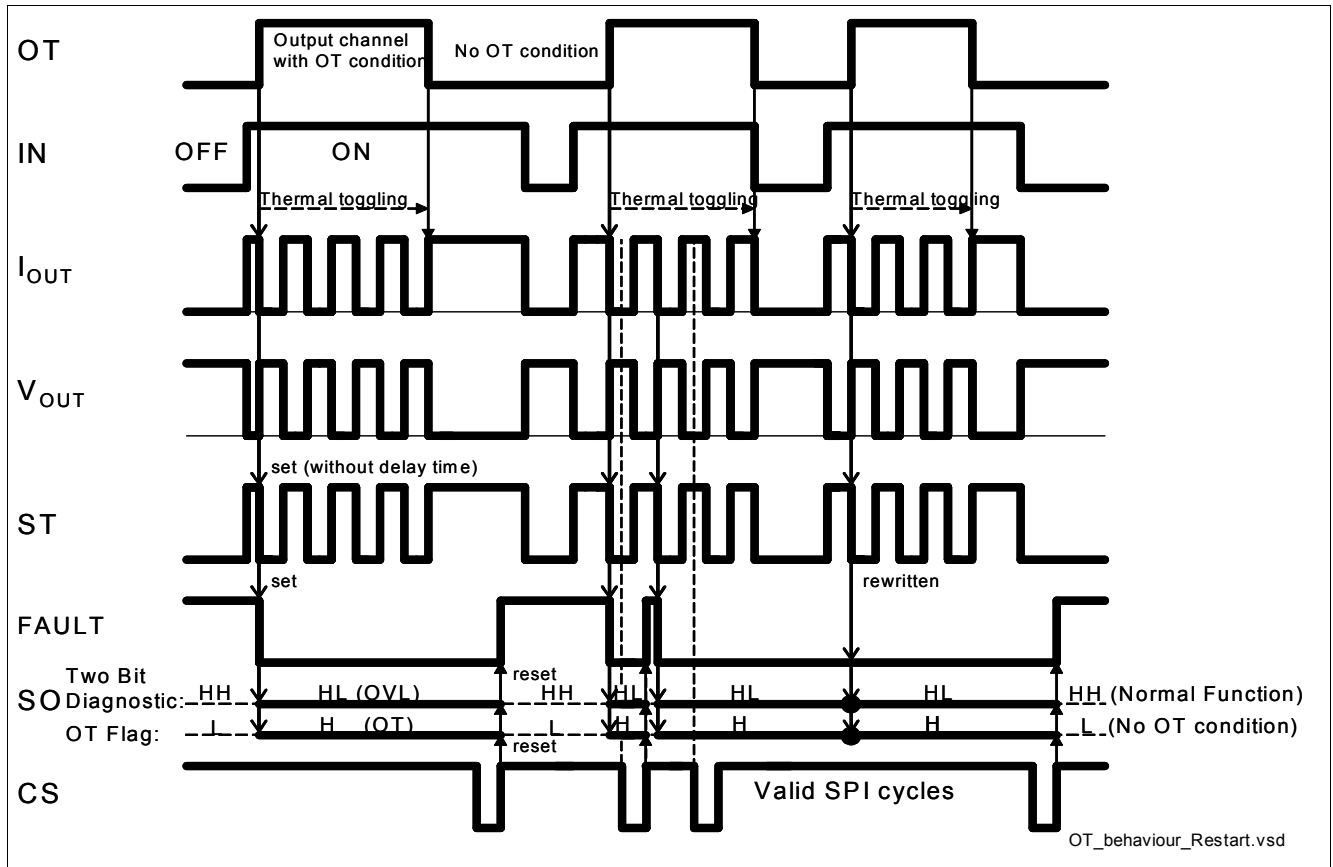 OT
Output channel
with OT condition
No OT condition
IN
OFF
ON
Thermal toggling
Thermal toggling
Thermal toggling
IOUT
VOUT
set (without delay time)
ST
set
rewritten
FAULT
reset
SO
Two Bit
Diagnostic:
HH
HL (OVL)
HH
HL
HL
HL
HH (Normal Function)
OT Flag:
L
H (OT)
L
H
H
H
L (No OT condition)
reset
CS
Valid SPI cycles
OT_behaviour_Restart.vsd